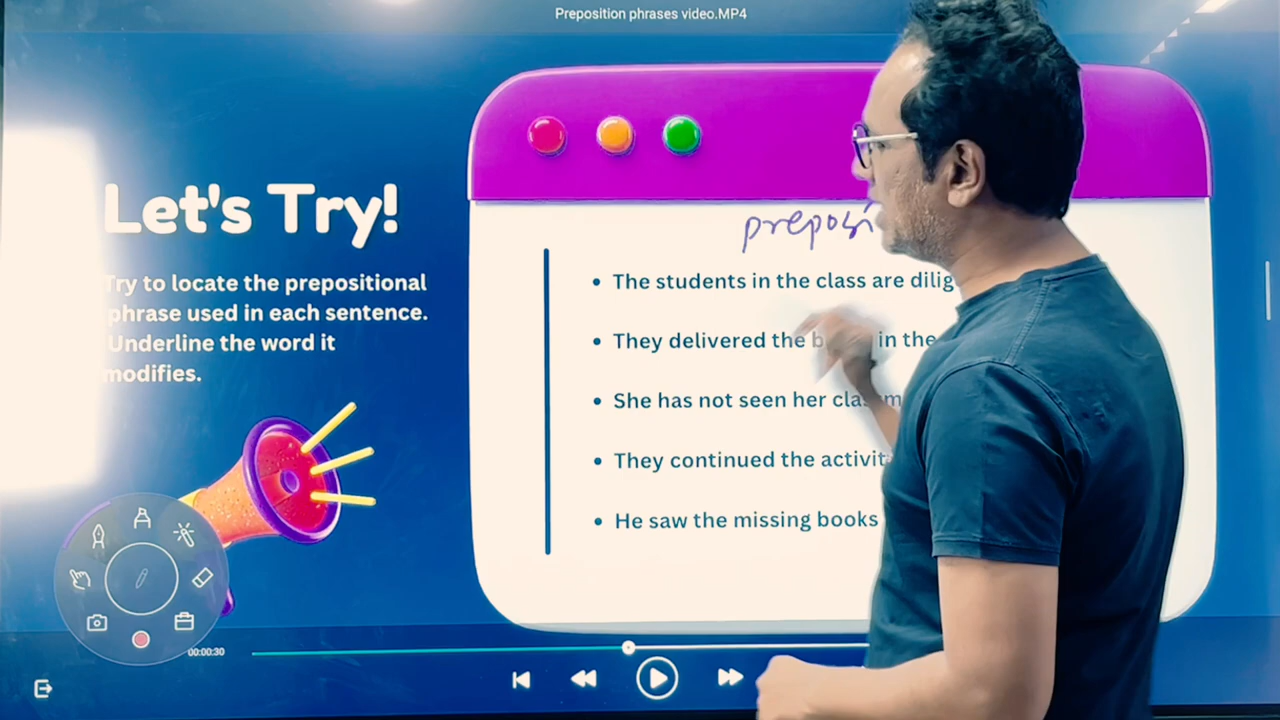 Preposition phrases video.MP4
Let's Try!
Try to locate the prepositional
phrase used in each sentence.
Underline the word it
modifies.
preposi
The students in the class are dilig
They delivered the b in the
She has not seen her classm
They continued the activit
He saw the missing books
00:00:30